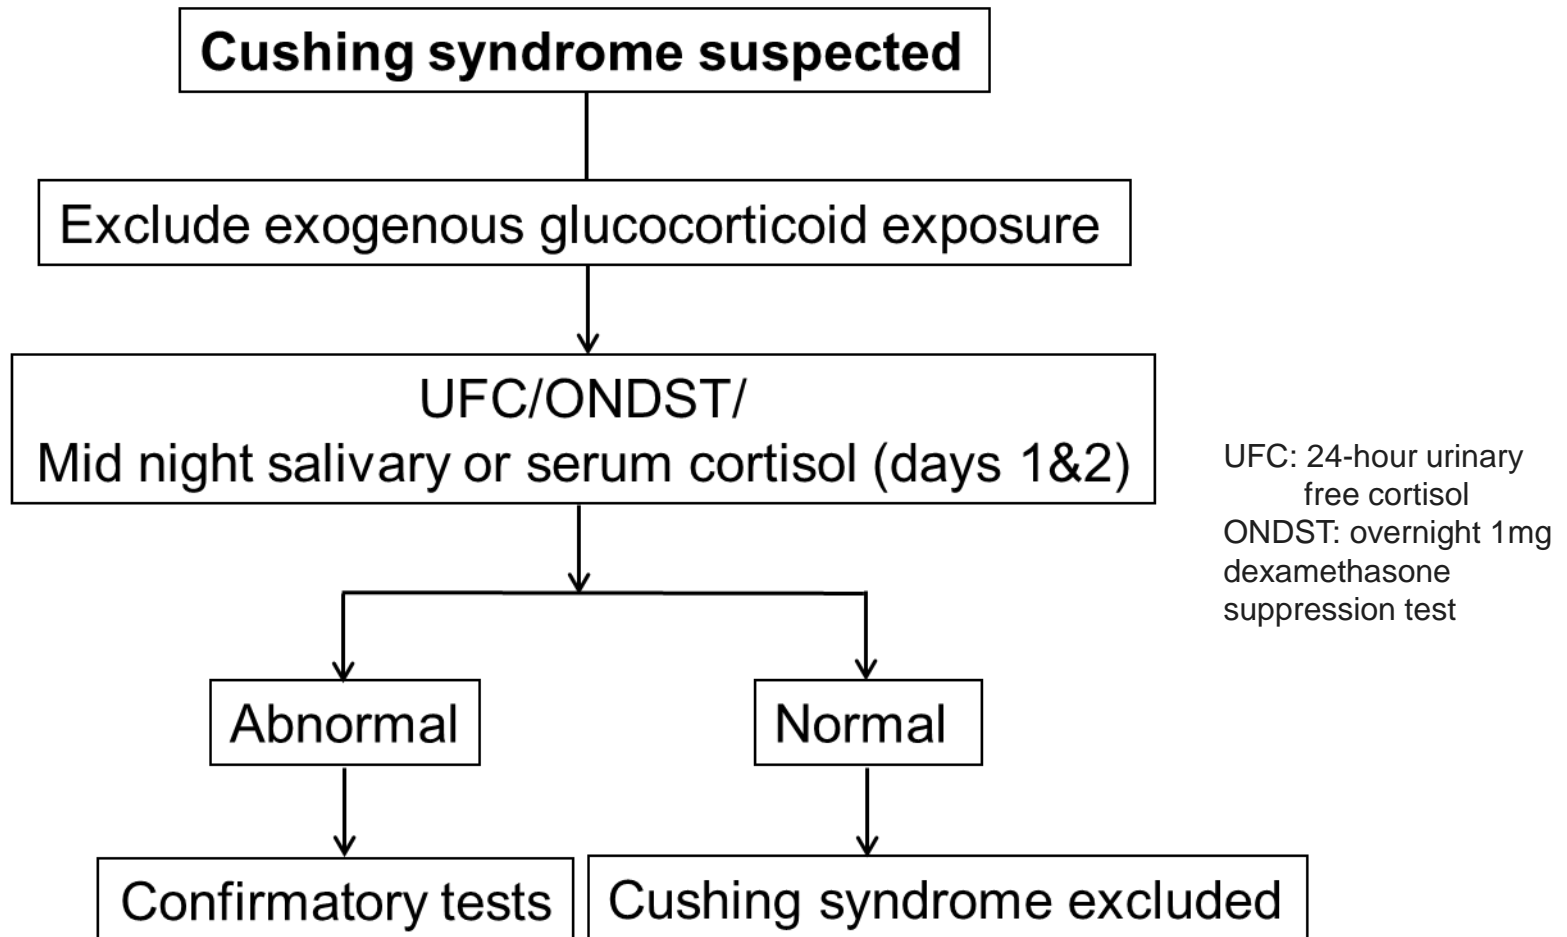 Cushing syndrome suspected
Exclude exogenous glucocorticoid exposure
UFC/ONDST/
Mid night salivary or serum cortisol (days 1&2)
UFC: 24-hour urinary
free cortisol
ONDST: overnight 1mg
dexamethasone
suppression test
Abnormal
Normal
Confirmatory tests
Cushing syndrome excluded